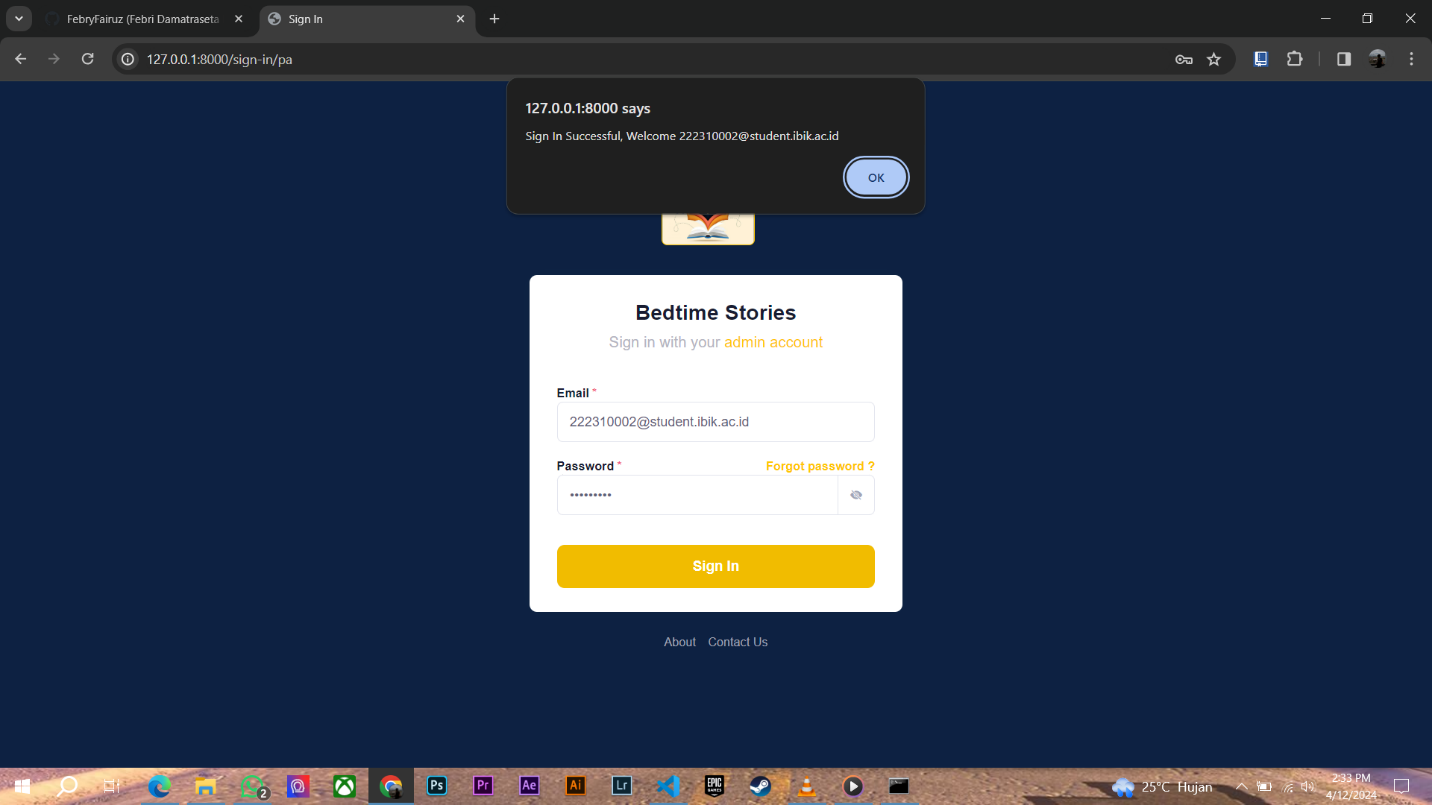 FebryFairuz (Febri Damatraseta
Sign In
127.0.0.1:8000/sign-in/pa
127.0.0.1:8000 says
Sign In Successful, Welcome 222310002@student.ibik.ac.id
OK
Bedtime Stories
Sign in with your admin account
Email *
222310002@student.ibik.ac.id
Password *
Forgot password ?
•••••••••
Sign In
About
Contact Us
2
Ps
Pr
Ae
Ai
Lr
EPIC
GAMES
25°C Hujan
2:33 PM
4/12/2024